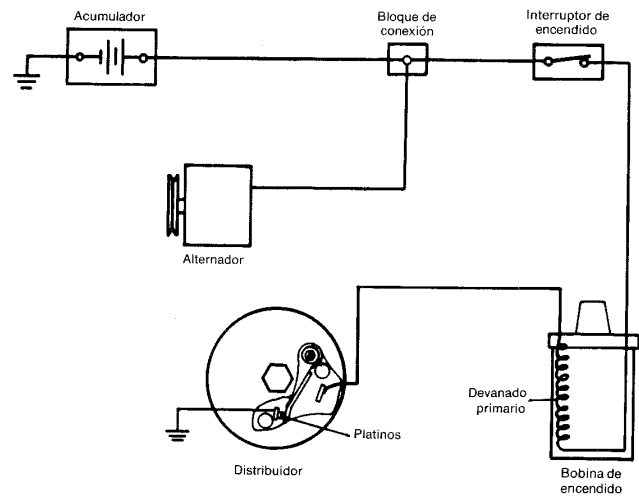 Acumulador
Bloque de
conexión
Interruptor de
encendido
Alternador
Devanado
primario
Platinos
Distribuidor
Bobina de
encendido